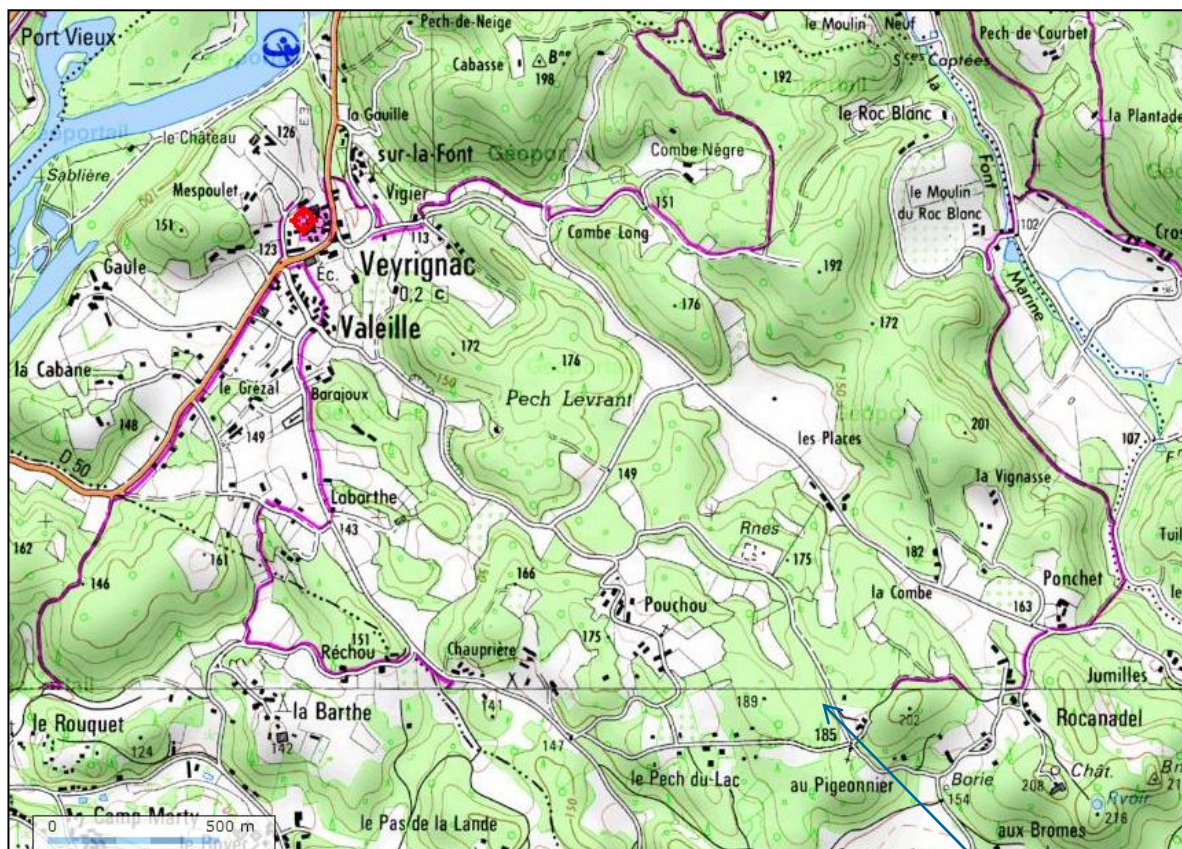 Port Vieux
Pech-de-Neige
Cabasse
Bne
198
le Moulin Neuf
Sces Captées
Pech-de-Courbet
192
la
la Plantade
le Château
126
E 3
la Gaille
sur-la-Font
le Roc Blanc
Combe Nègre
Font
Sablière
Mespoulet
Vigier
151
151
le Moulin
du Roc Blanc
102
123
113
Combe Long
192
Marine
Gaule
Éc.
Veyrignac
0,2 C
176
172
Valeille
172
176
150
150
la Cabane
le Grézal
Barajoux
Pech Levrant
148
149
les Places
201
107
D 50
149
la Vignasse
Labarthe
143
Rnes
175
162
161
182
146
166
Ponchet
Pouchou
la Combe
163
151
Réchou
Chauprière
175
Jumilles
la Barthe
141
189
202
Rocanadel
le Rouquet
124
142
147
185
le Pech du-Lac
au Pigeonnier
Borie
Chât.
154
208
Rvoir
216
Camp Marty
le Pas de la Lande
aux Bromes
0 500 m